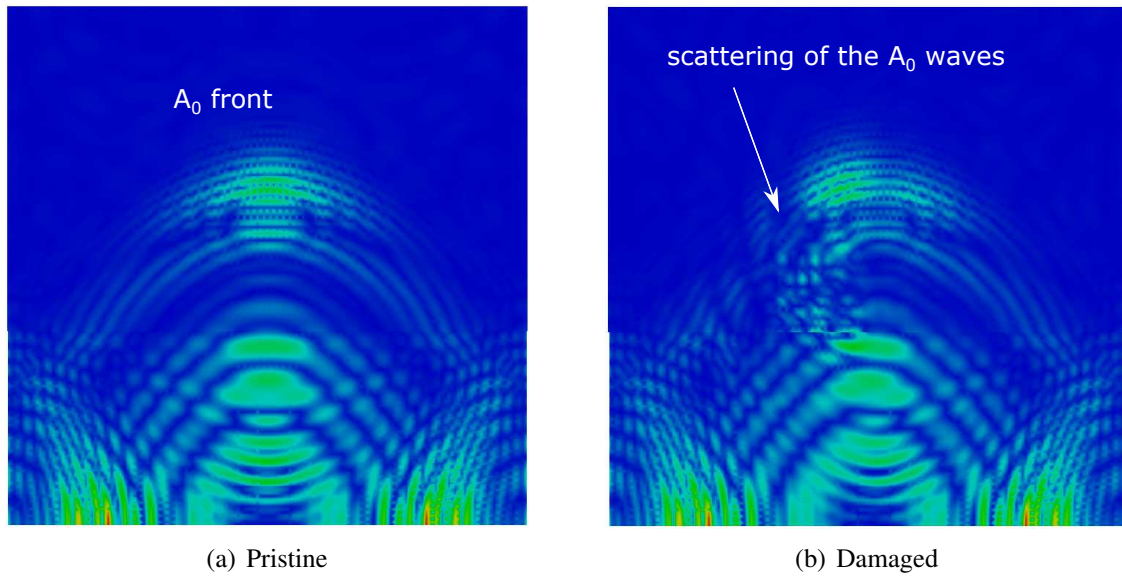 A₀ front
scattering of the A₀ waves
(a) Pristine
(b) Damaged